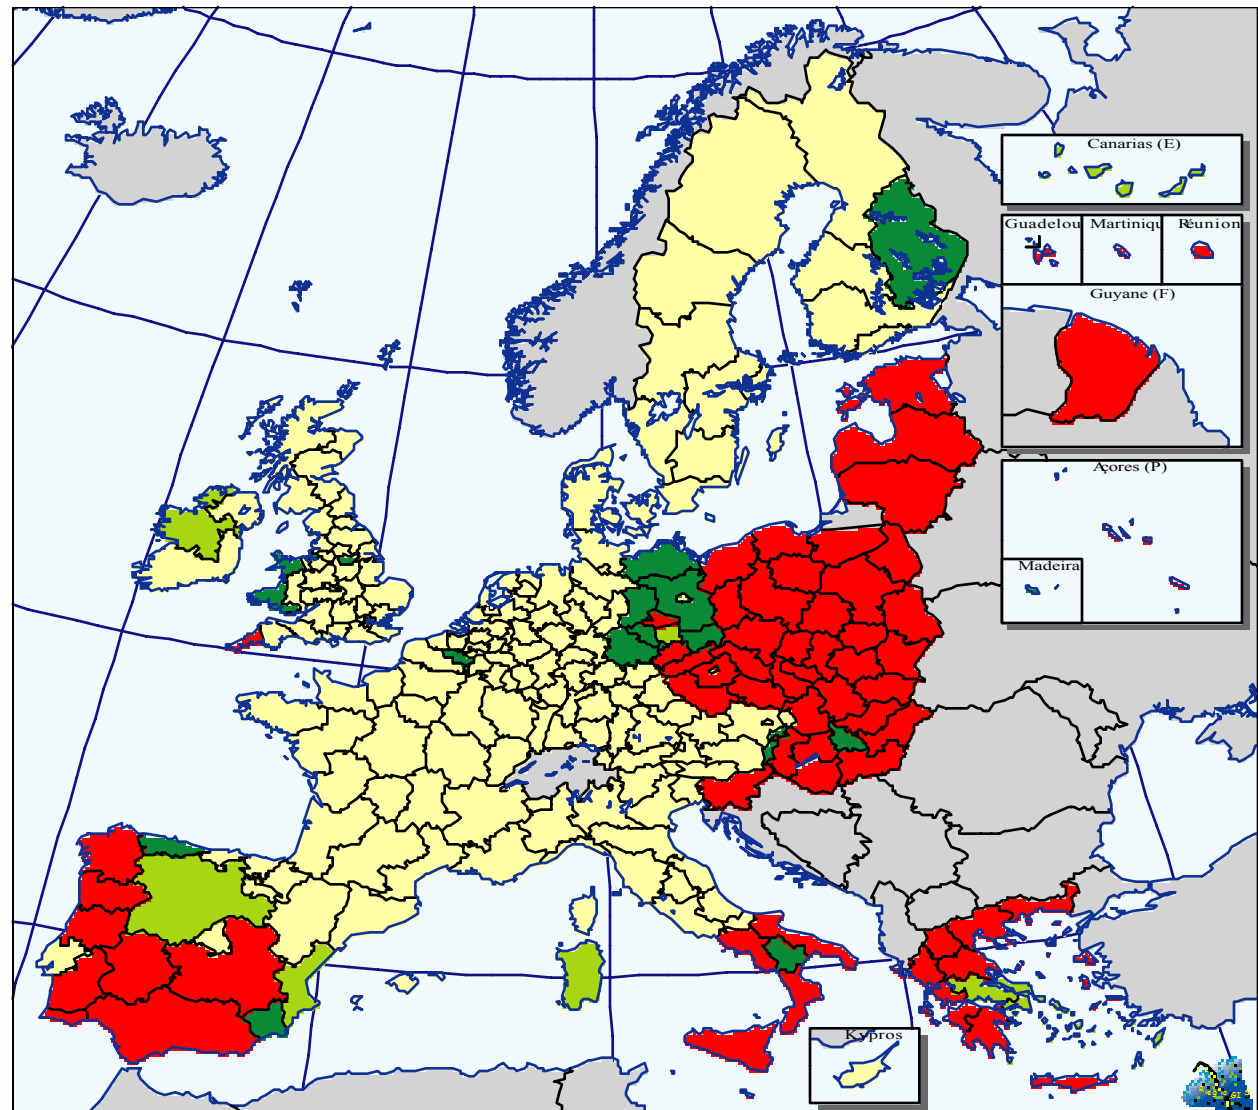 Canarias (E)
Guadelou
Martiniqu
Réunion
Guyane (F)
Açores (P)
Madeira
Kypros